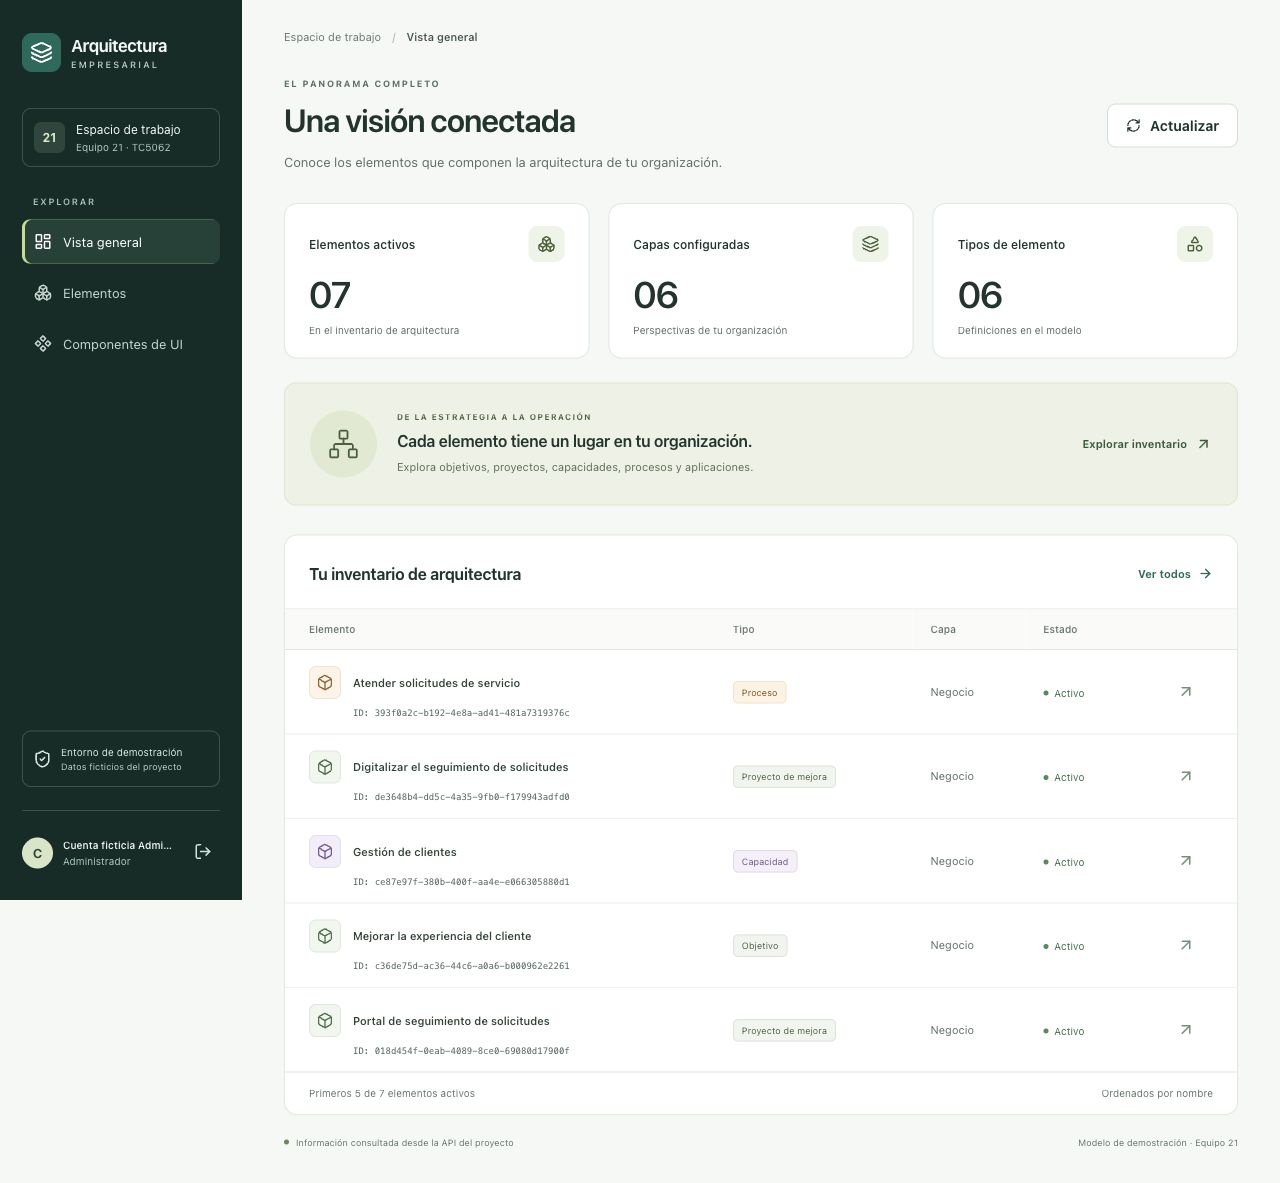 Arquitectura
EMPRESARIAL
21
Espacio de trabajo
Equipo 21 · TC5062
EXPLORAR
Vista general
Elementos
Componentes de UI
Entorno de demostración
Datos ficticios del proyecto
C
Cuenta ficticia Admi...
Administrador
Espacio de trabajo / Vista general
EL PANORAMA COMPLETO
Una visión conectada
Conoce los elementos que componen la arquitectura de tu organización.
Actualizar
Elementos activos
07
En el inventario de arquitectura
Capas configuradas
06
Perspectivas de tu organización
Tipos de elemento
06
Definiciones en el modelo
DE LA ESTRATEGIA A LA OPERACIÓN
Cada elemento tiene un lugar en tu organización.
Explora objetivos, proyectos, capacidades, procesos y aplicaciones.
Explorar inventario
Tu inventario de arquitectura
Ver todos
Elemento Tipo Capa Estado
Atender solicitudes de servicio Proceso Negocio Activo
ID: 393f0a2c-b192-4e8a-ad41-481a7319376c
Digitalizar el seguimiento de solicitudes Proyecto de mejora Negocio Activo
ID: de3648b4-dd5c-4a35-9fb0-f179943adfd0
Gestión de clientes Capacidad Negocio Activo
ID: ce87e97f-380b-400f-aa4e-e066305880d1
Mejorar la experiencia del cliente Objetivo Negocio Activo
ID: c36de75d-ac36-44c6-a0a6-b000962e2261
Portal de seguimiento de solicitudes Proyecto de mejora Negocio Activo
ID: 018d454f-0eab-4089-8ce0-69080d17900f
Primeros 5 de 7 elementos activos Ordenados por nombre
Información consultada desde la API del proyecto Modelo de demostración · Equipo 21